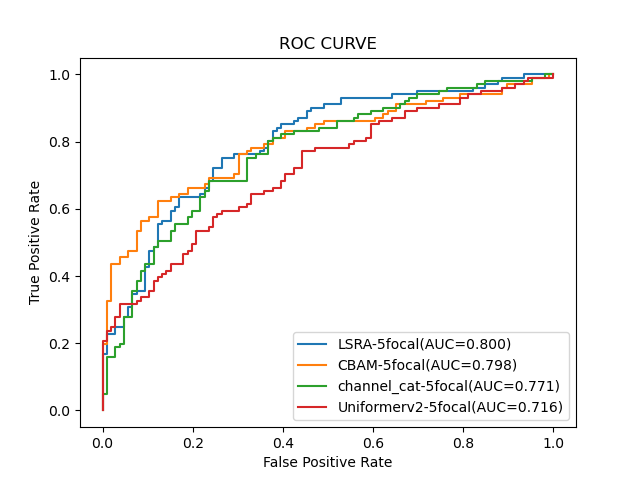 ROC CURVE
True Positive Rate
1.0
0.8
0.6
0.4
0.2
0.0
LSRA-5focal(AUC=0.800)
CBAM-5focal(AUC=0.798)
channel_cat-5focal(AUC=0.771)
Uniformerv2-5focal(AUC=0.716)
0.0 0.2 0.4 0.6 0.8 1.0
False Positive Rate